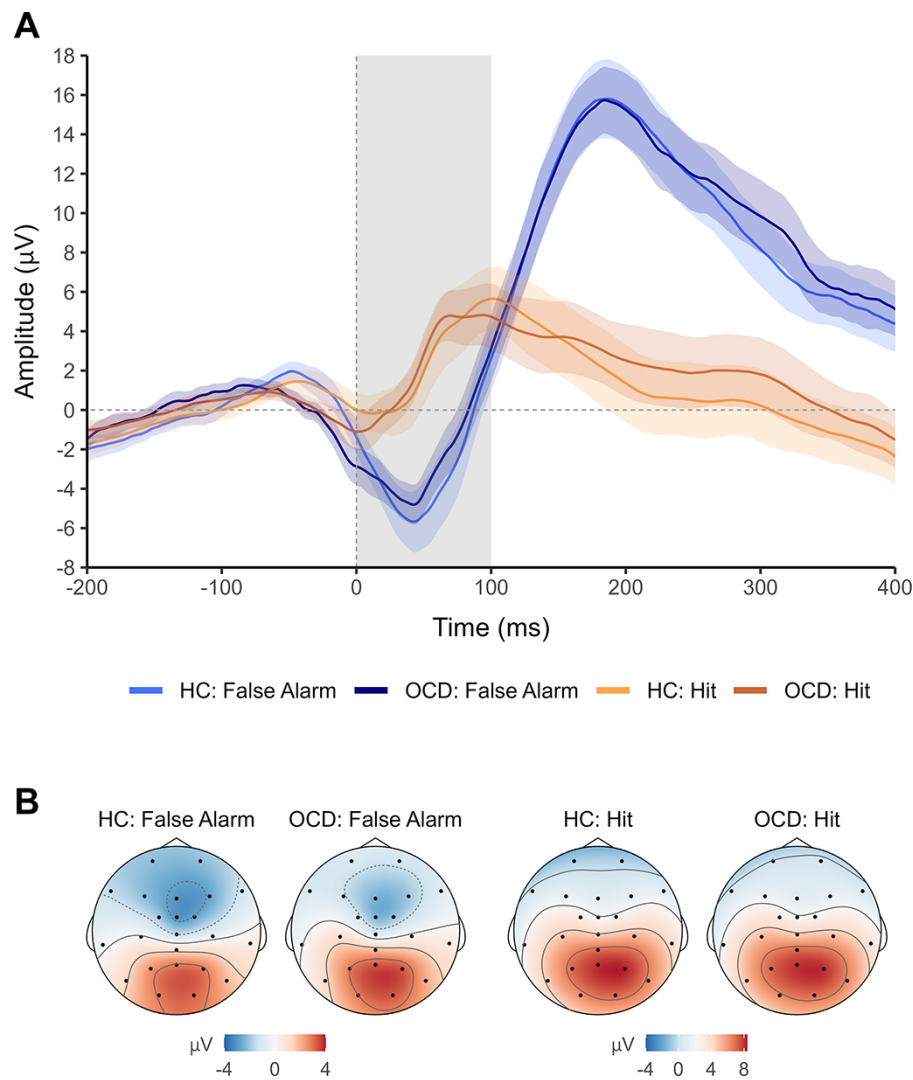 A
18
16
14
12
10
8
6
4
2
0
-2
-4
-6
-8
Amplitude (µV)
-200 -100 0 100 200 300 400
Time (ms)
HC: False Alarm OCD: False Alarm HC: Hit OCD: Hit
B
HC: False Alarm OCD: False Alarm HC: Hit OCD: Hit
µV -4 0 4 µV -4 0 4 8